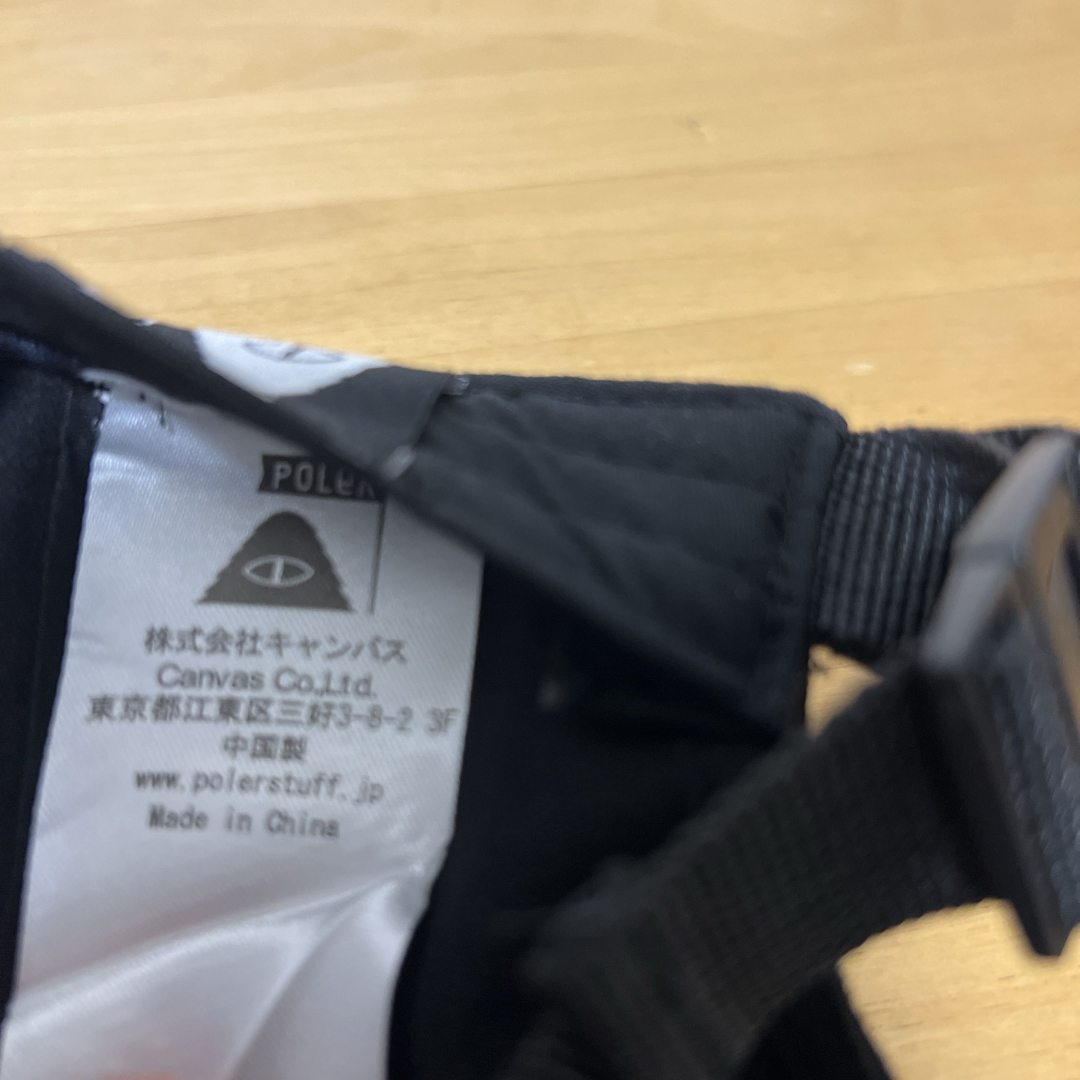 POLeR
株式会社キャンバス
Canvas Co.,Ltd.
東京都江東区三好3-8-2 3F
中国製
www.polerstuff.jp
Made in China